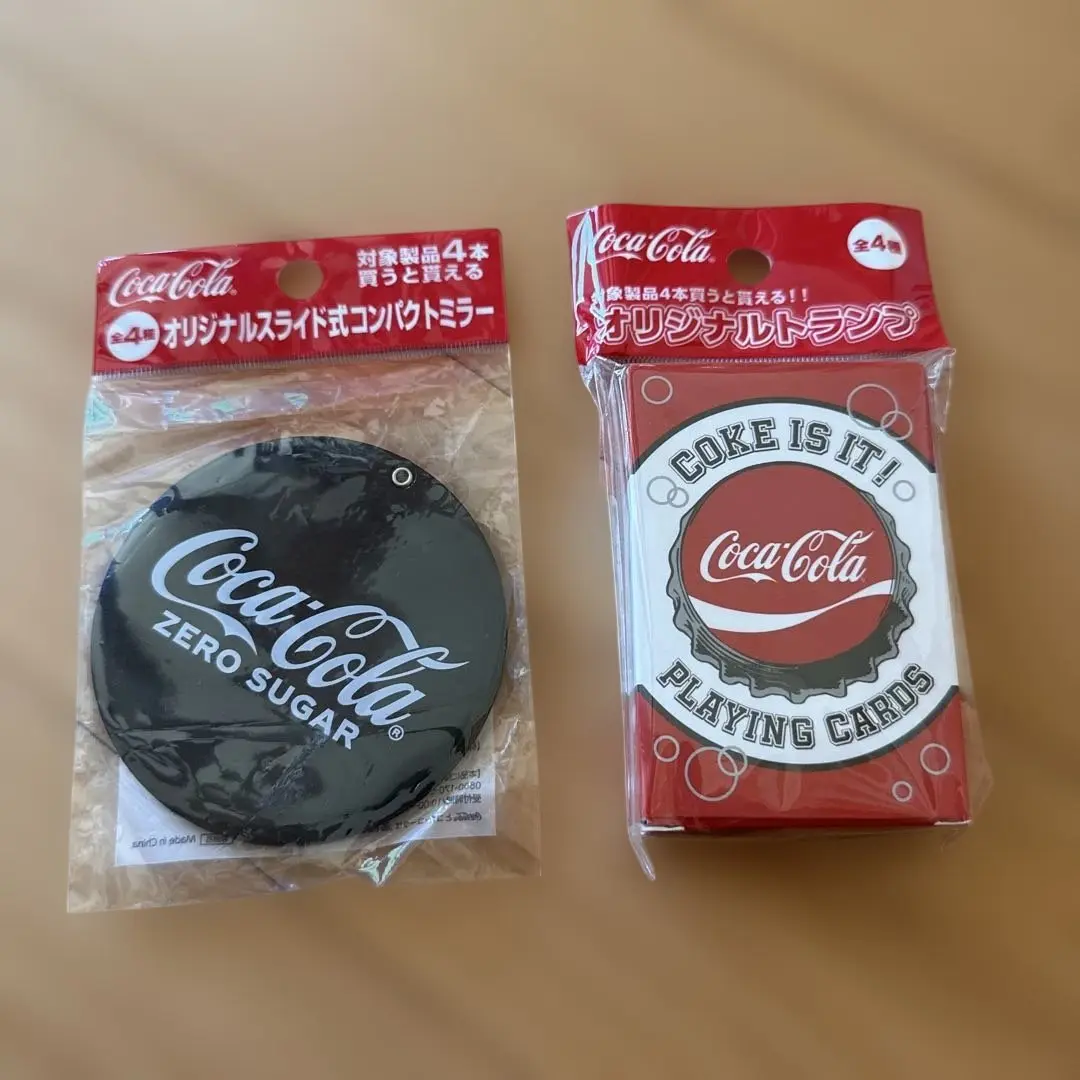 Coca-Cola®
対象製品4本
買うと貰える
全4種
オリジナルスライド式コンパクトミラー
Coca-Cola®
ZERO SUGAR
Made in China
Coca-Cola®
全4種
対象製品4本買うと貰える!!
オリジナルトランプ
COKE IS IT!
Coca-Cola
PLAYING CARDS